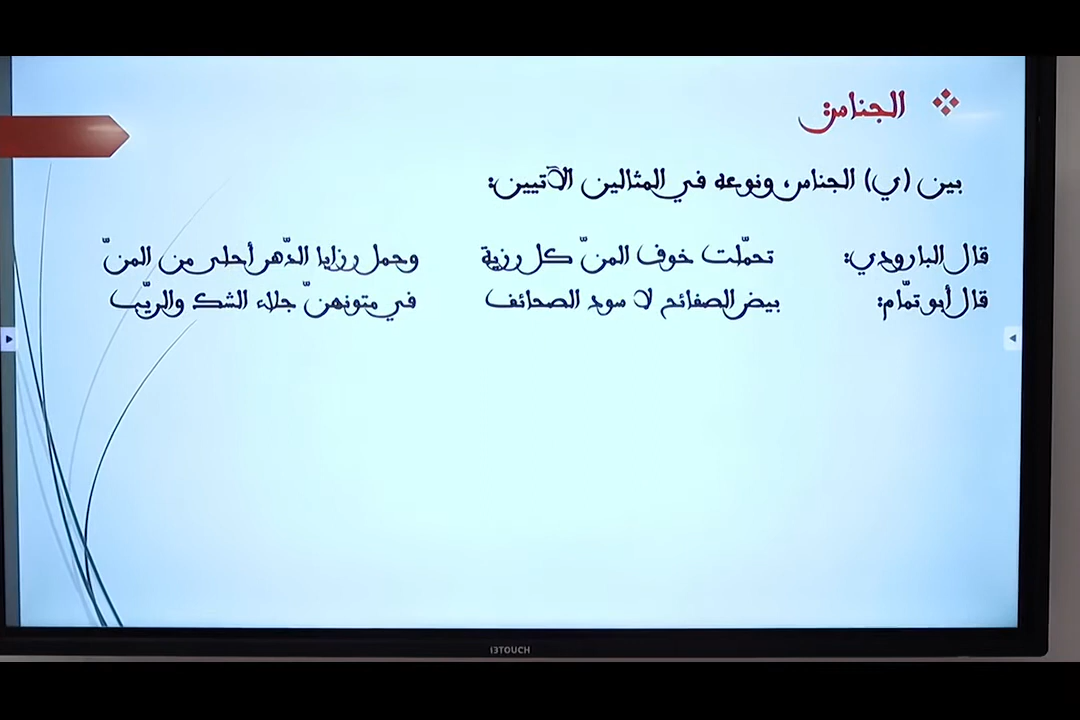 الجناس:
بين (ي) الجناس، ونوعه في المثالين الآتيين:
قال البارودي: تحمّلت خوف المنّ كل رزية وحمل رزايا الدّهر أحلى من المنّ
قال أبو تمّام: بيض الصفائح لا سود الصحائف في متونهنّ جلاء الشك والريّب
i3TOUCH